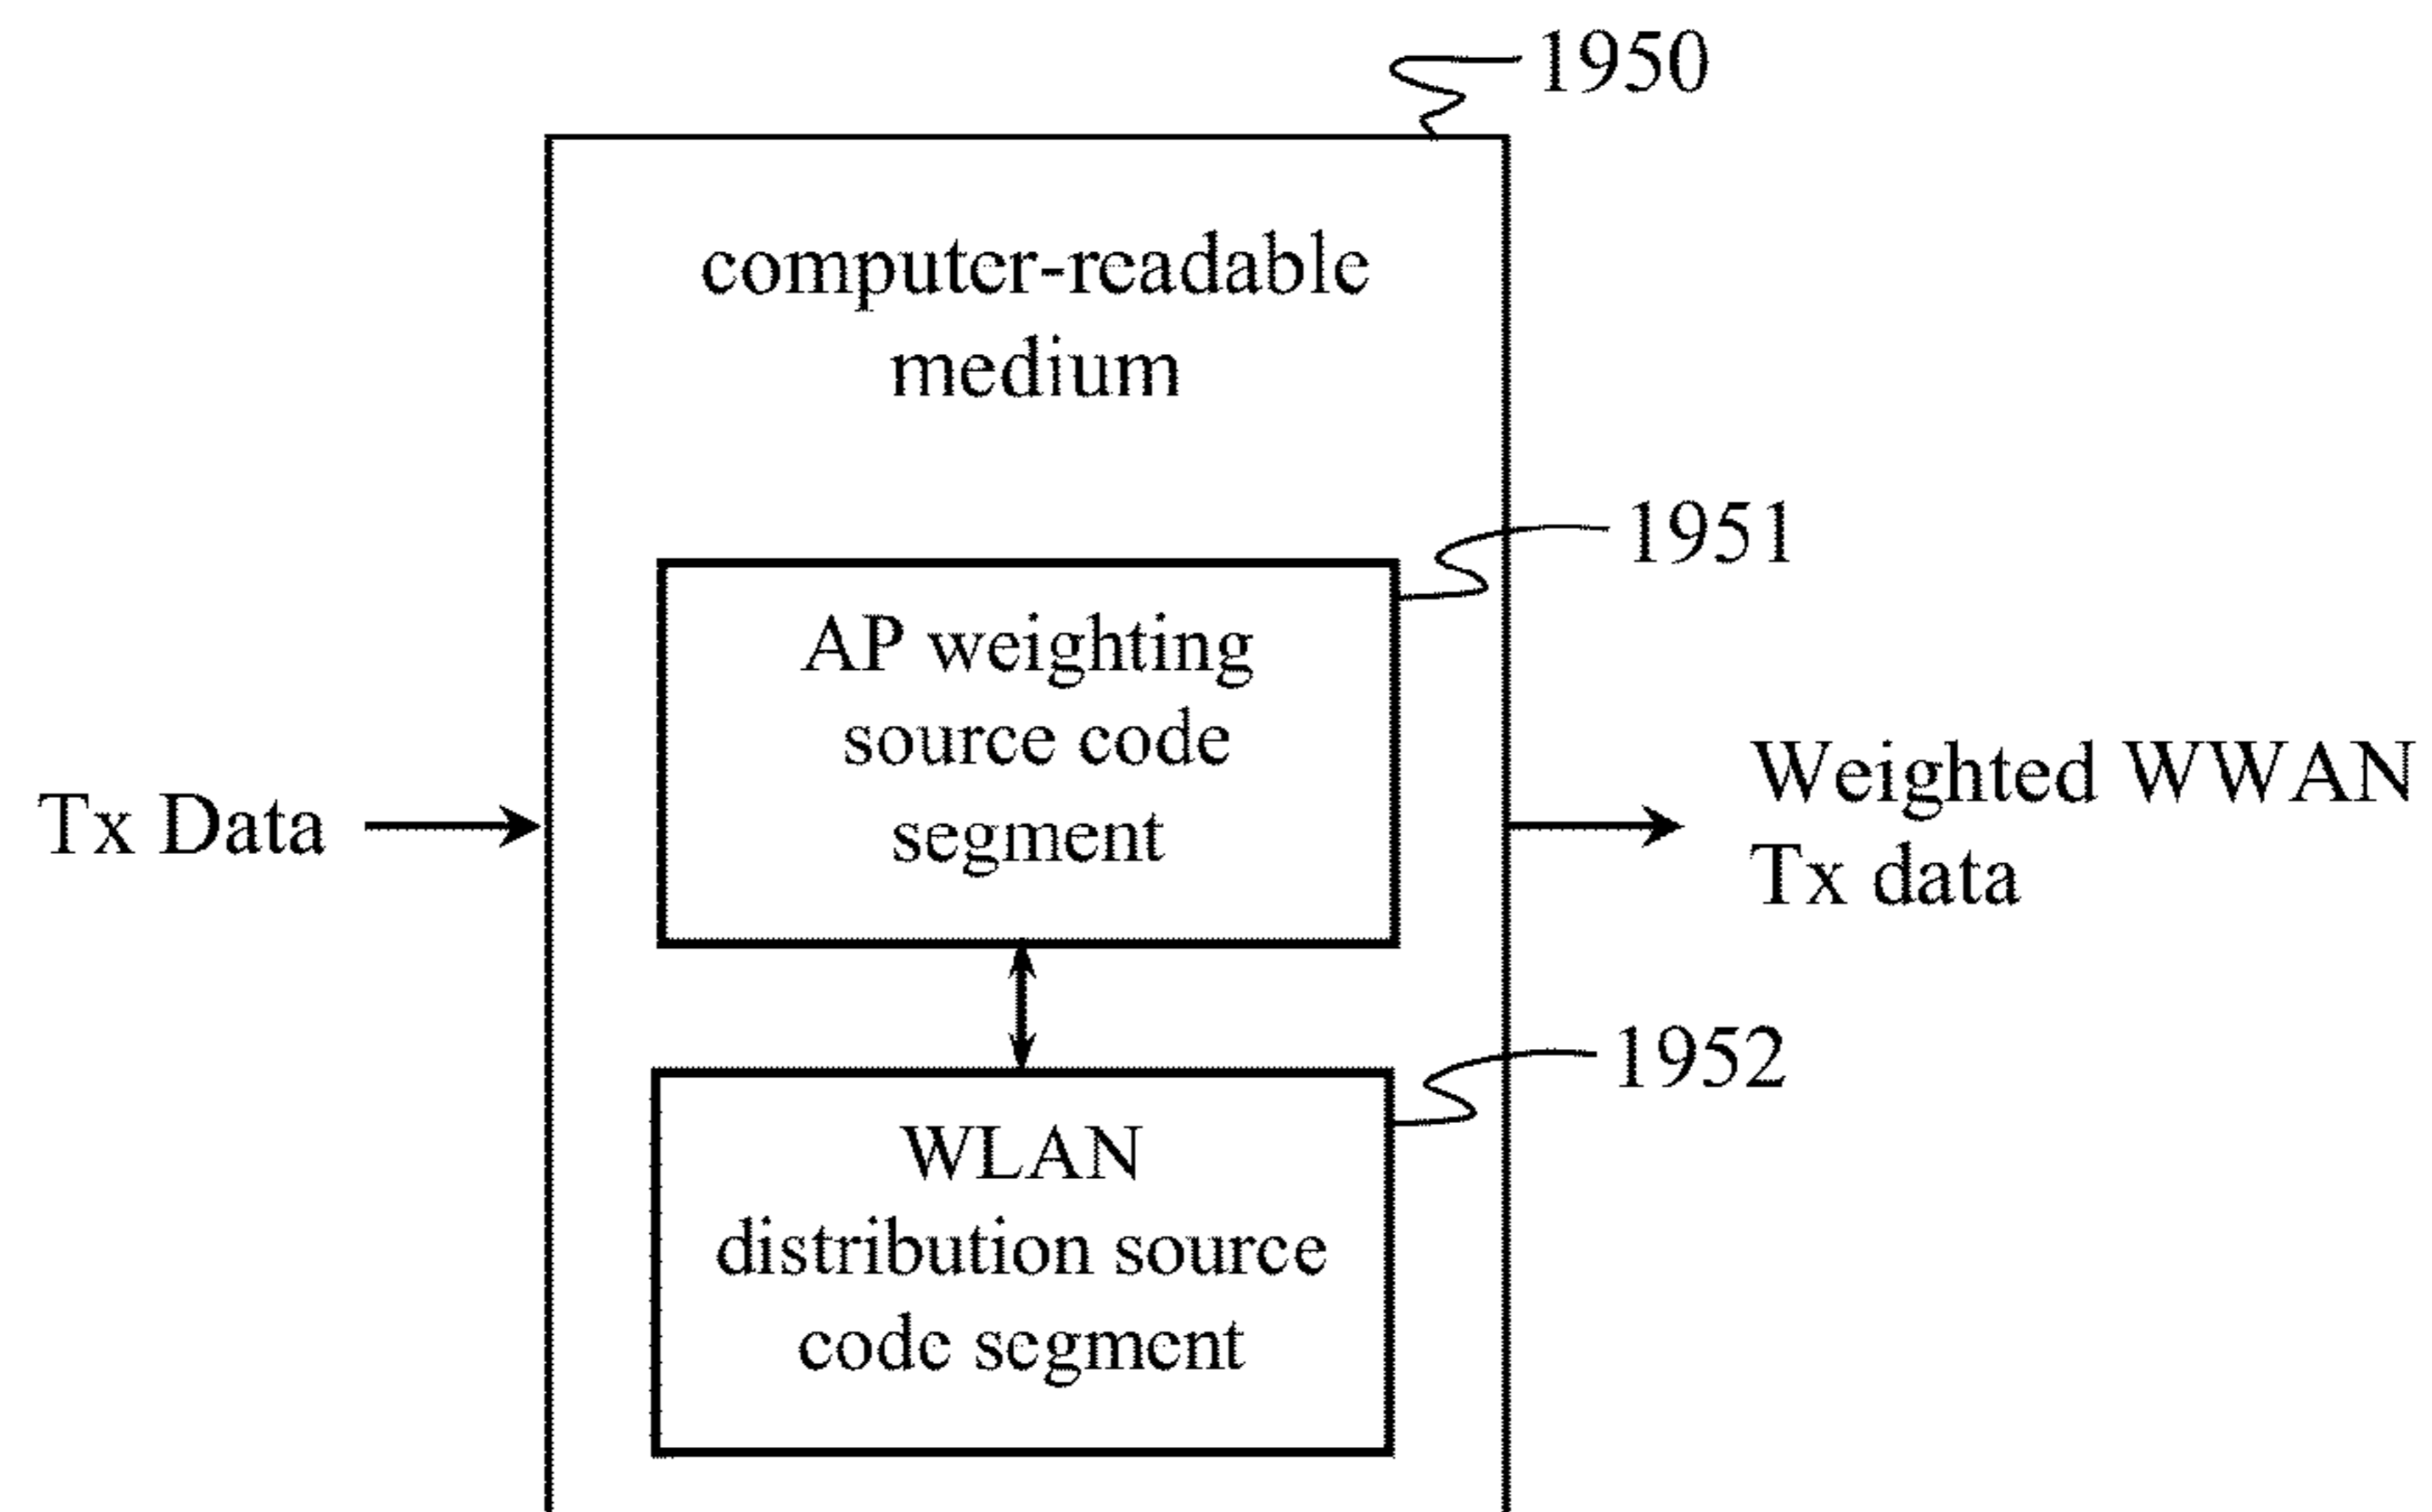 1950
computer-readable
medium
1951
AP weighting
source code
segment
Tx Data
Weighted WWAN
Tx data
1952
WLAN
distribution source
code segment